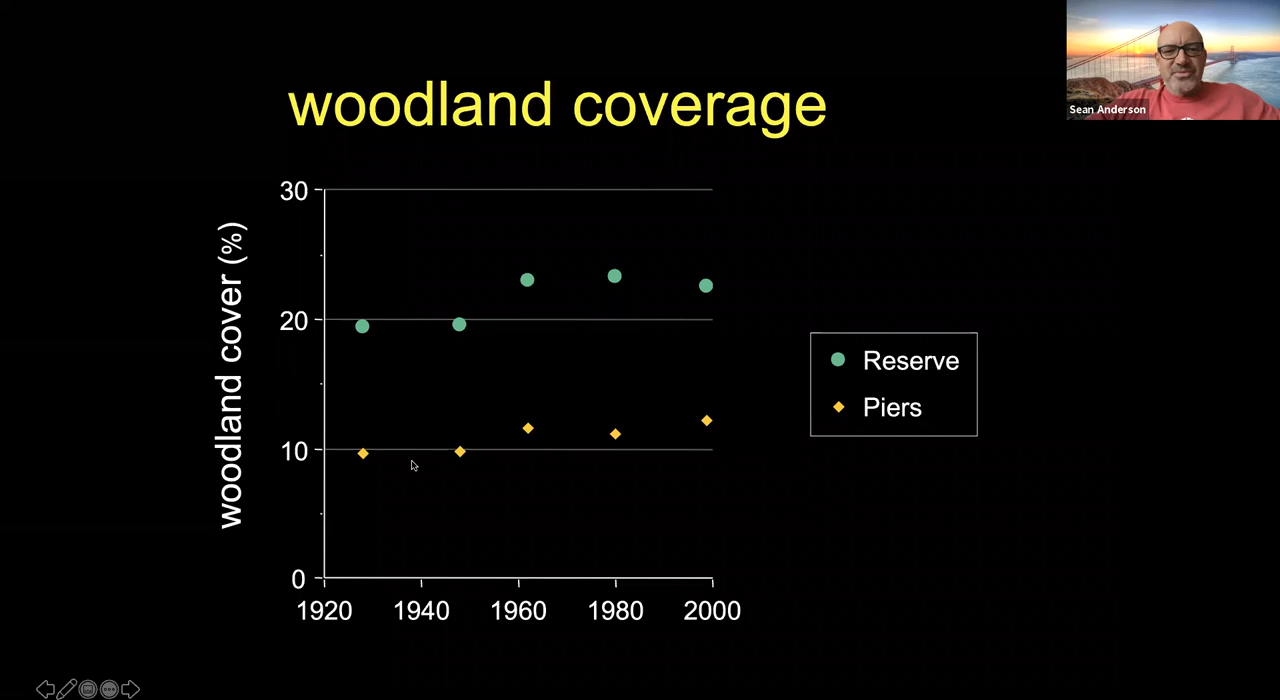 woodland coverage
Sean Anderson
woodland cover (%)
30
20
10
0
1920 1940 1960 1980 2000
Reserve
Piers